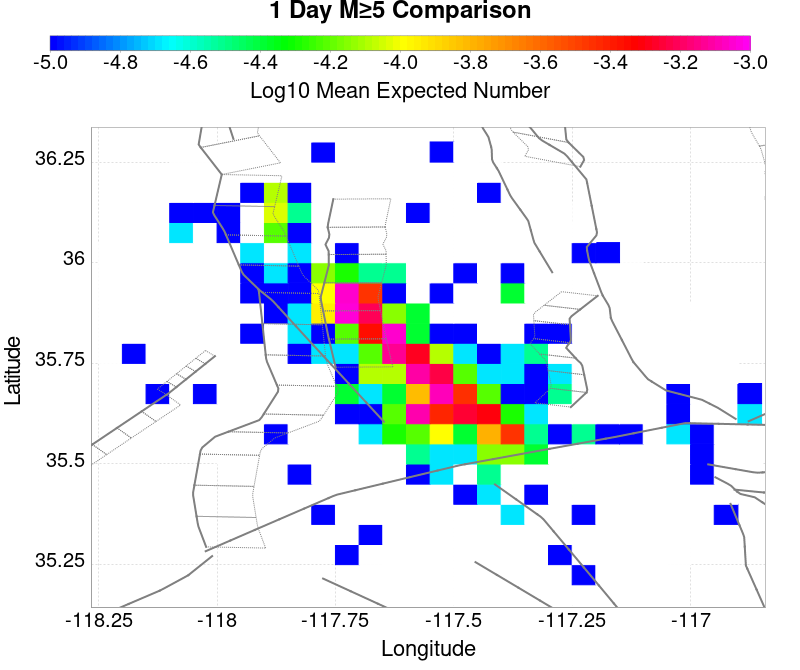 1 Day M≥5 Comparison
-5.0 -4.8 -4.6 -4.4 -4.2 -4.0 -3.8 -3.6 -3.4 -3.2 -3.0
Log10 Mean Expected Number
36.25
36
35.75
35.5
35.25
Latitude
-118.25 -118 -117.75 -117.5 -117.25 -117
Longitude